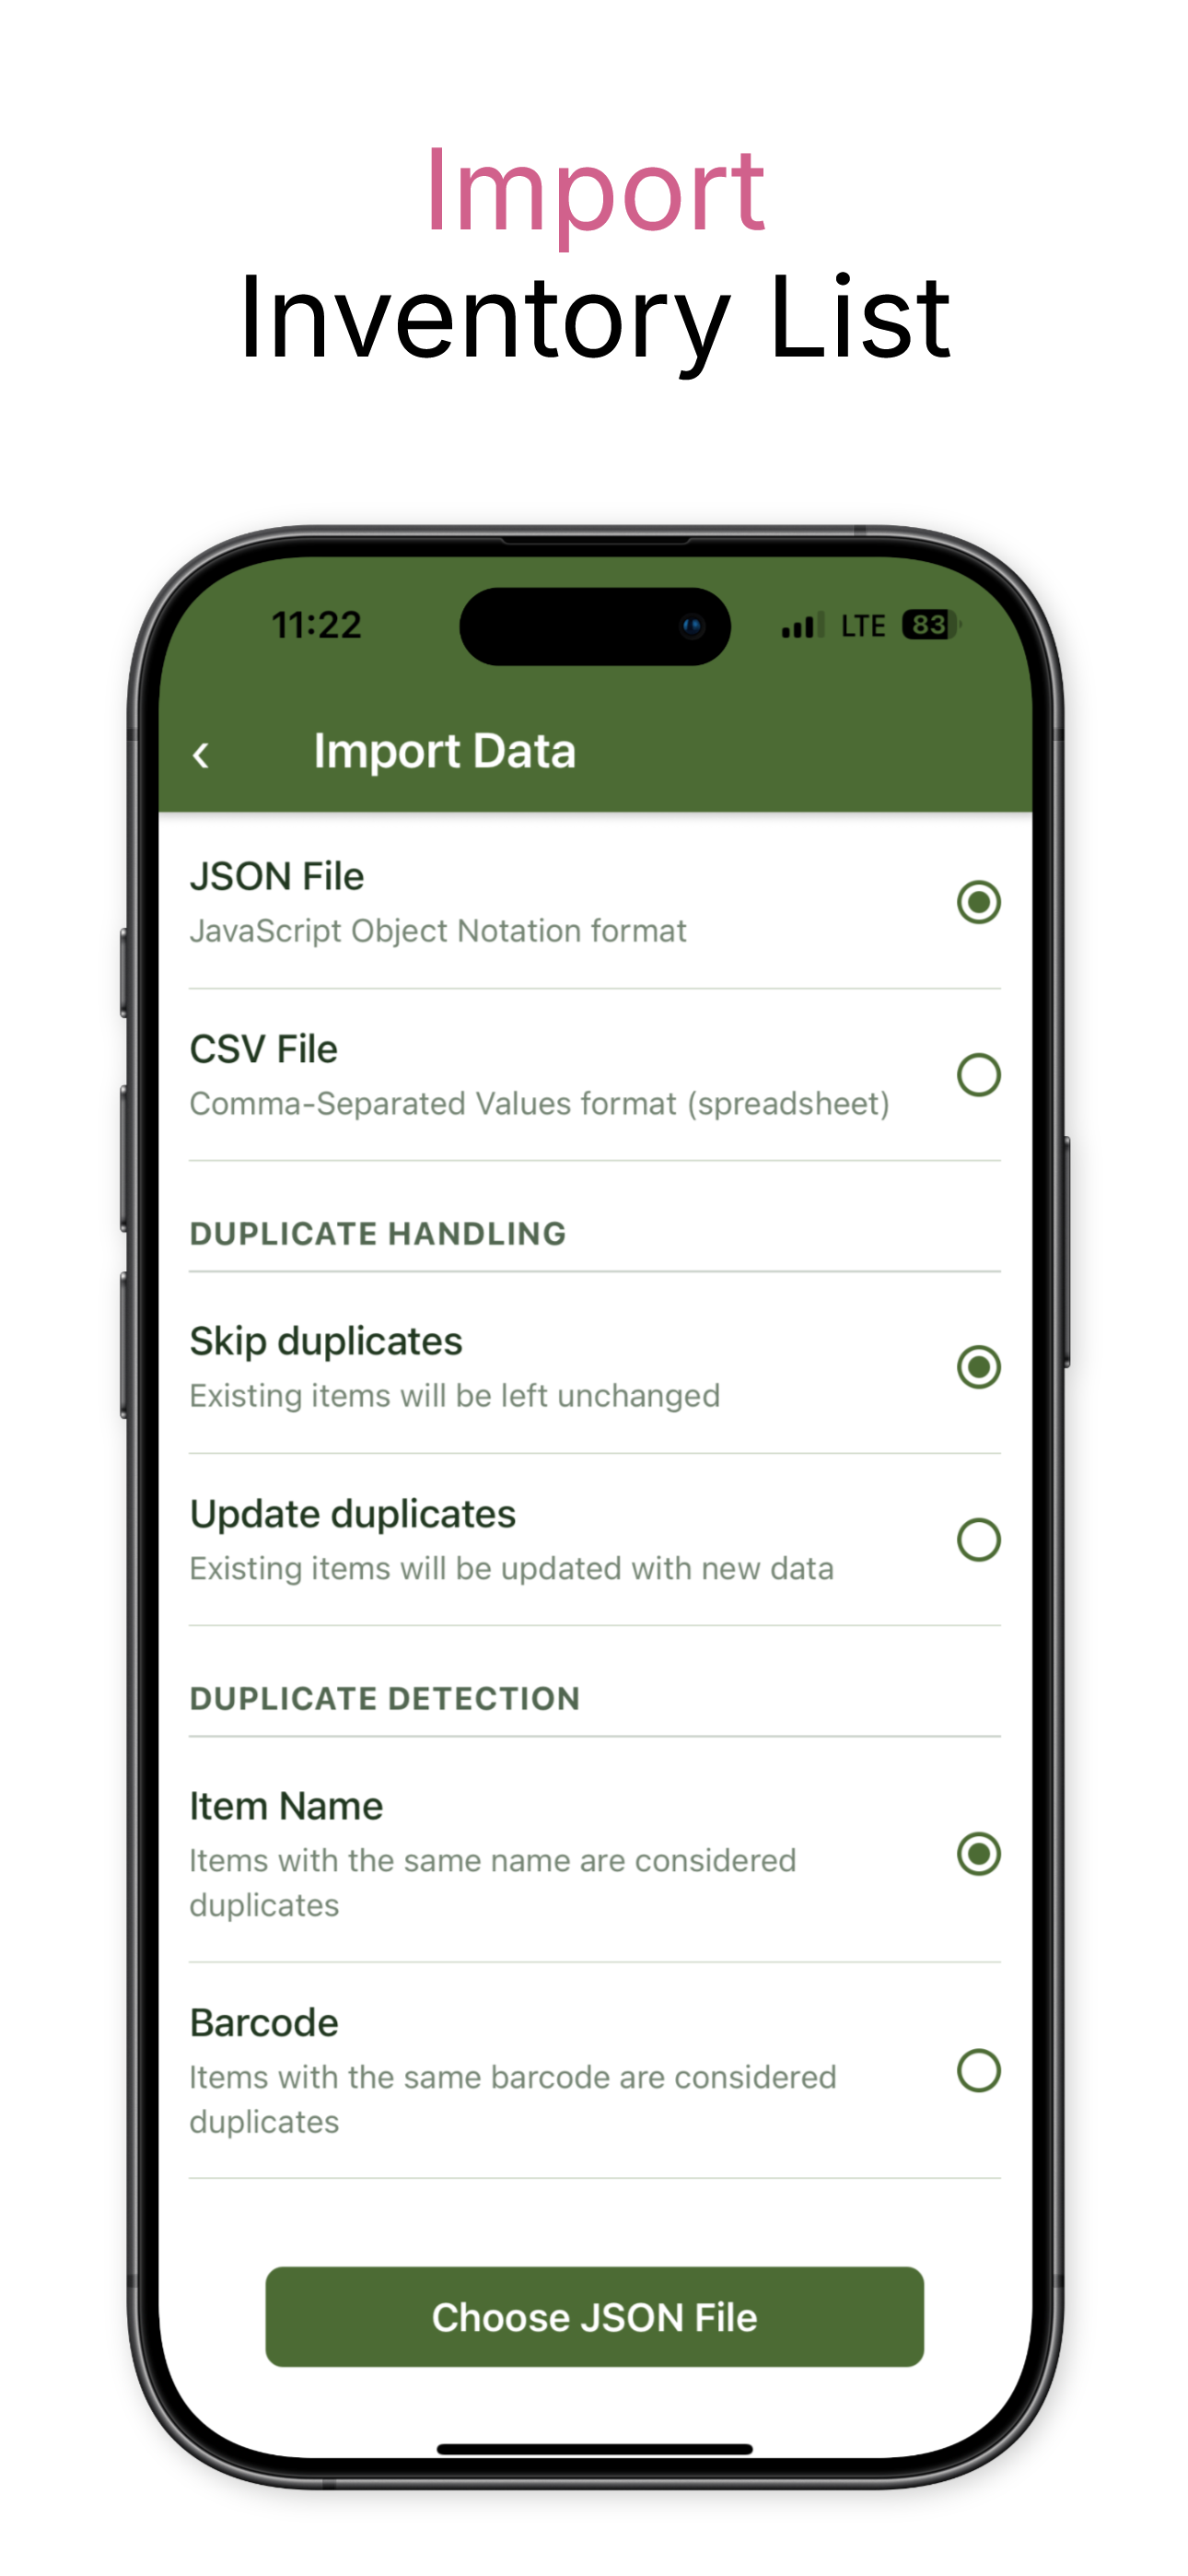 Import
Inventory List
11:22
LTE 83
Import Data
JSON File
JavaScript Object Notation format
CSV File
Comma-Separated Values format (spreadsheet)
DUPLICATE HANDLING
Skip duplicates
Existing items will be left unchanged
Update duplicates
Existing items will be updated with new data
DUPLICATE DETECTION
Item Name
Items with the same name are considered
duplicates
Barcode
Items with the same barcode are considered
duplicates
Choose JSON File